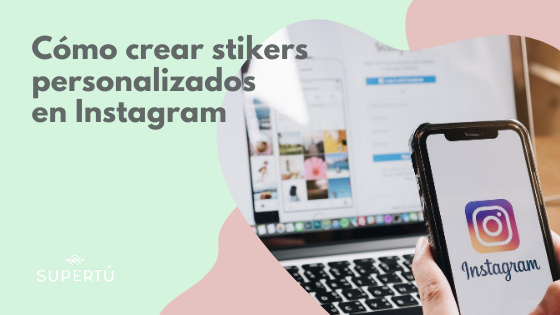 Cómo crear stikers
personalizados
en Instagram
SUPERTÚ
Instagram